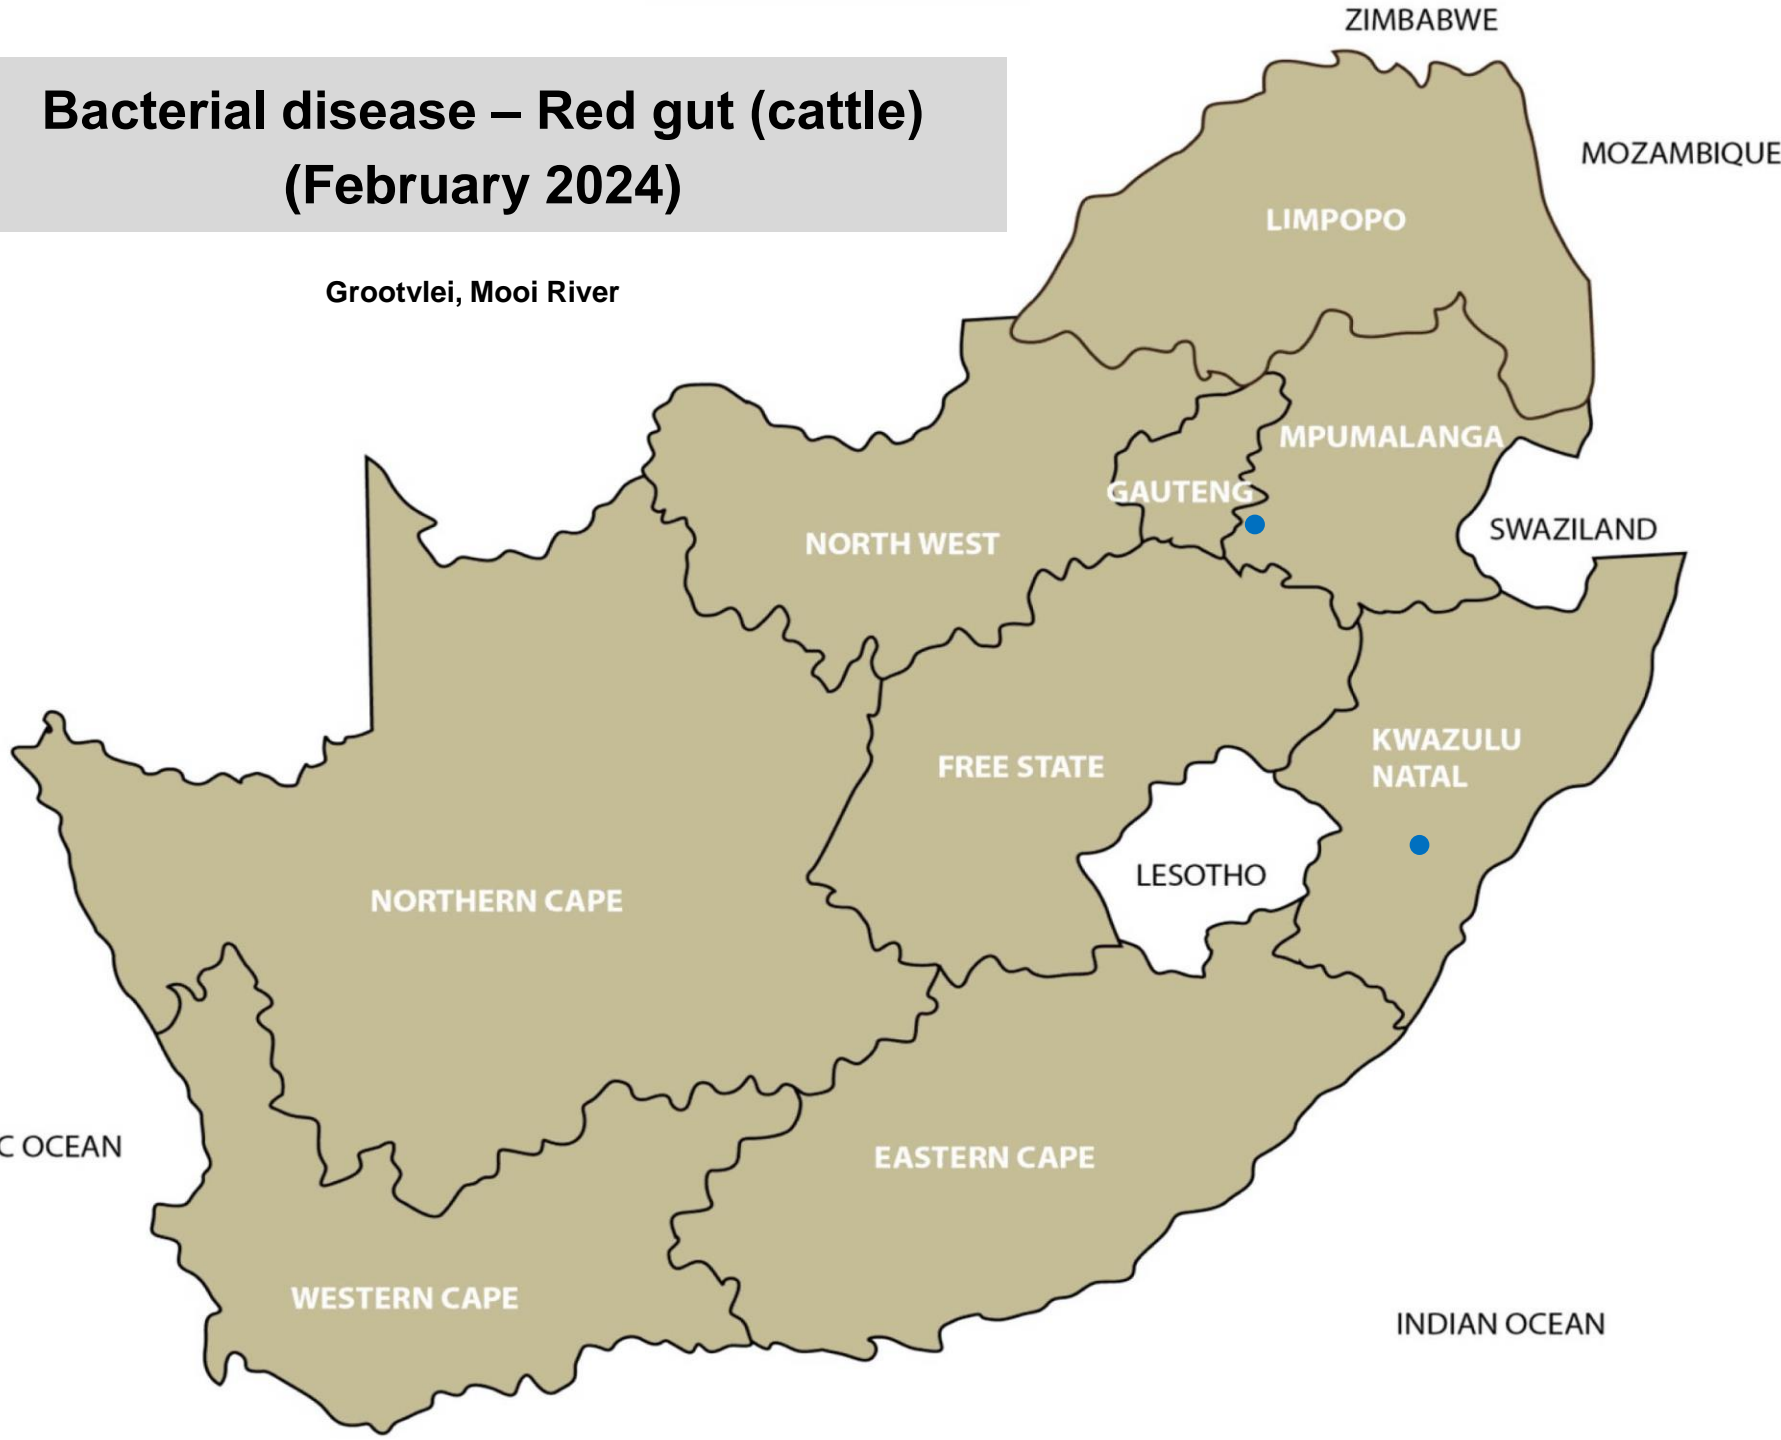 ZIMBABWE
Bacterial disease – Red gut (cattle)
(February 2024)
MOZAMBIQUE
LIMPOPO
Grootvlei, Mooi River
MPUMALANGA
GAUTENG
SWAZILAND
NORTH WEST
KWAZULU
NATAL
FREE STATE
LESOTHO
NORTHERN CAPE
C OCEAN
EASTERN CAPE
WESTERN CAPE
INDIAN OCEAN